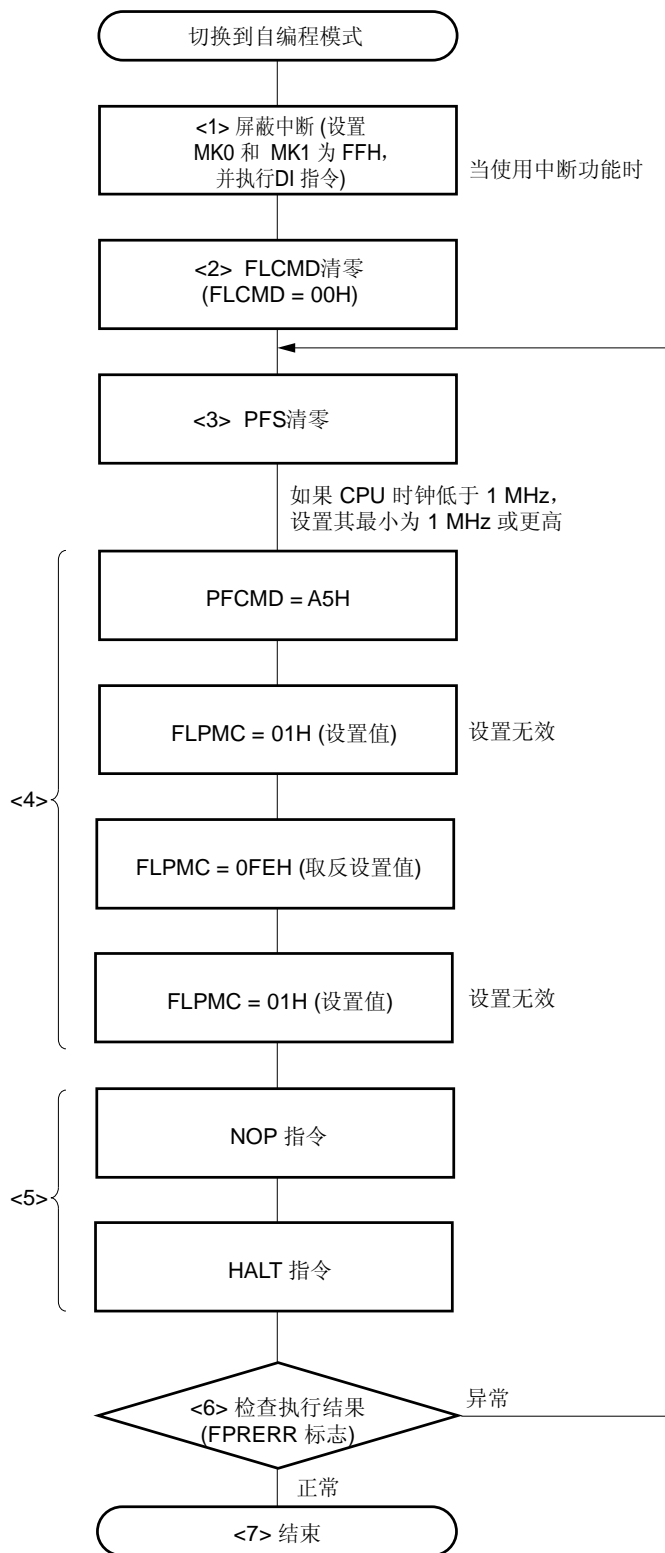 切换到自编程模式
<1> 屏蔽中断 (设置
MK0 和 MK1 为 FFH,
并执行DI 指令)
当使用中断功能时
<2> FLCMD清零
(FLCMD = 00H)
<3> PFS清零
如果 CPU 时钟低于 1 MHz,
设置其最小为 1 MHz 或更高
PFCMD = A5H
FLPMC = 01H (设置值)
设置无效
<4>
FLPMC = 0FEH (取反设置值)
FLPMC = 01H (设置值)
设置无效
NOP 指令
<5>
HALT 指令
<6> 检查执行结果
(FPRERR 标志)
异常
正常
<7> 结束